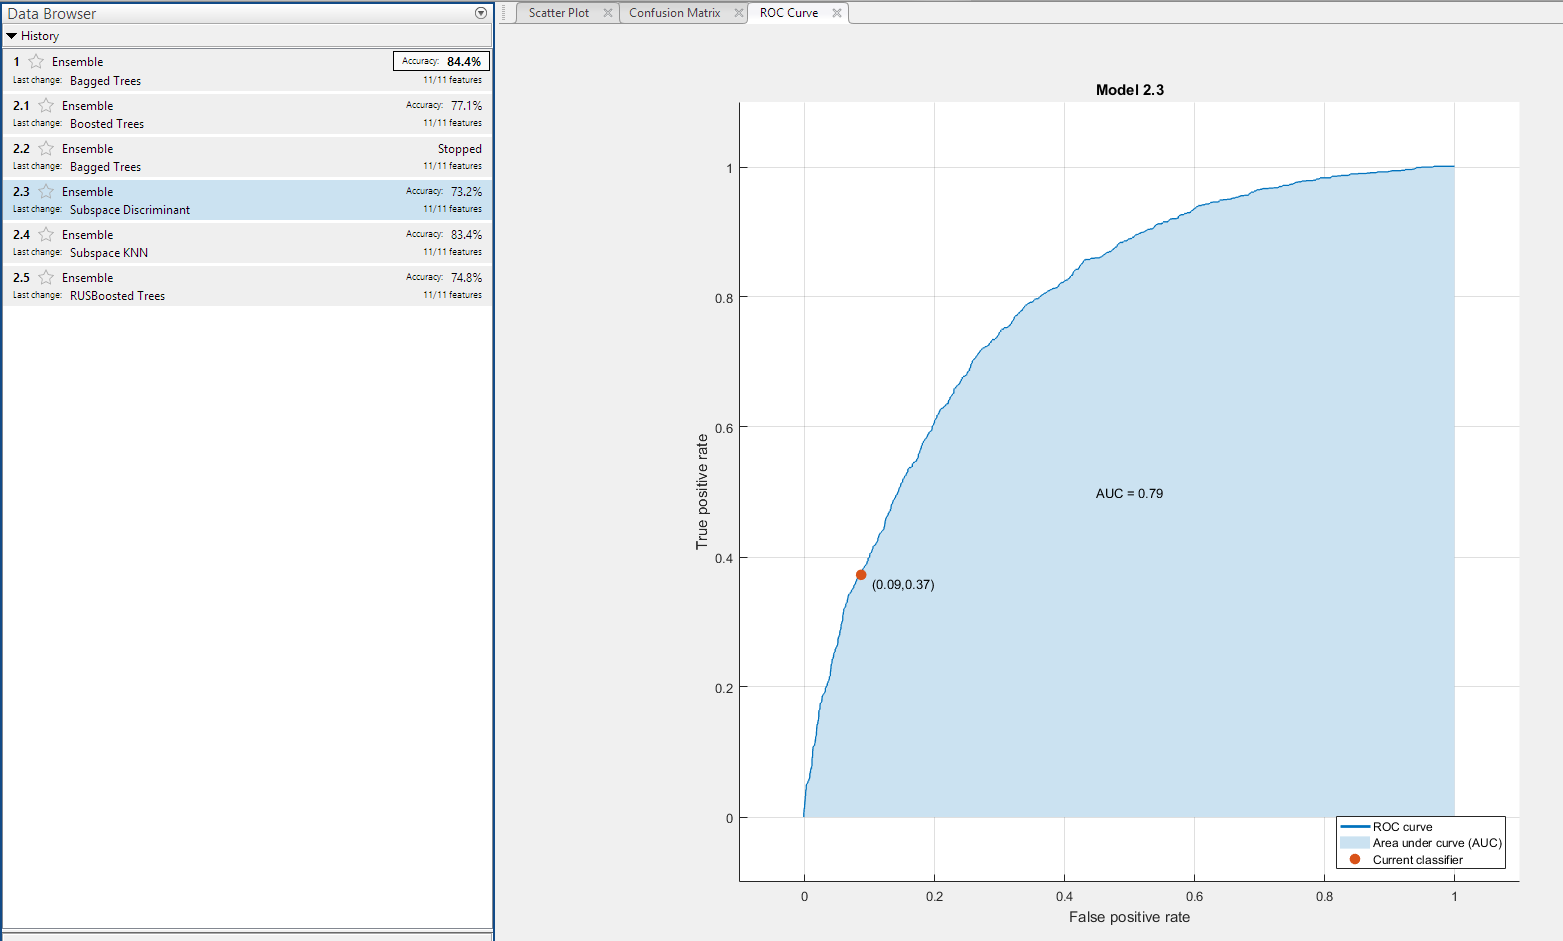 Data Browser
History
1 Ensemble Accuracy: 84.4%
Last change: Bagged Trees 11/11 features
2.1 Ensemble Accuracy: 77.1%
Last change: Boosted Trees 11/11 features
2.2 Ensemble Stopped
Last change: Bagged Trees 11/11 features
2.3 Ensemble Accuracy: 73.2%
Last change: Subspace Discriminant 11/11 features
2.4 Ensemble Accuracy: 83.4%
Last change: Subspace KNN 11/11 features
2.5 Ensemble Accuracy: 74.8%
Last change: RUSBoosted Trees 11/11 features
Scatter Plot Confusion Matrix ROC Curve
Model 2.3
1
0.8
0.6
0.4
0.2
0
True positive rate
AUC = 0.79
(0.09,0.37)
ROC curve
Area under curve (AUC)
Current classifier
0 0.2 0.4 0.6 0.8 1
False positive rate